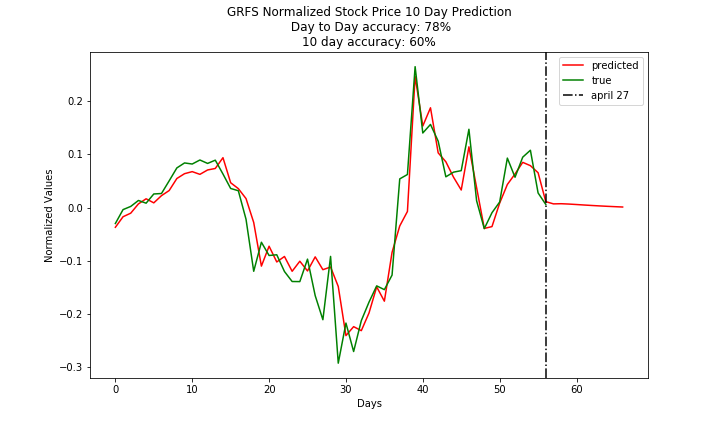 GRFS Normalized Stock Price 10 Day Prediction
Day to Day accuracy: 78%
10 day accuracy: 60%
predicted
true
april 27
Normalized Values
0.2
0.1
0.0
−0.1
−0.2
−0.3
0 10 20 30 40 50 60
Days